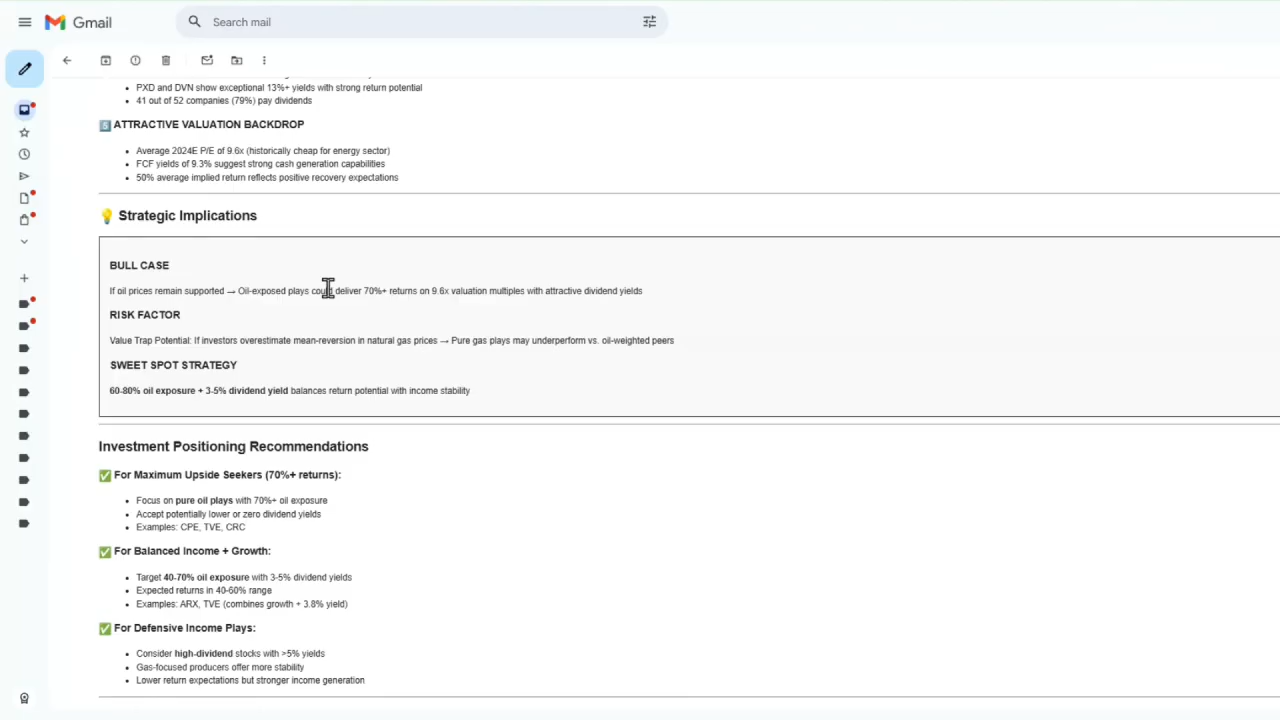 Gmail
Search mail
PXD and DVN show exceptional 13%+ yields with strong return potential
41 out of 52 companies (79%) pay dividends
5 ATTRACTIVE VALUATION BACKDROP
Average 2024E P/E of 9.6x (historically cheap for energy sector)
FCF yields of 9.3% suggest strong cash generation capabilities
50% average implied return reflects positive recovery expectations
💡 Strategic Implications
BULL CASE
If oil prices remain supported → Oil-exposed plays could deliver 70%+ returns on 9.6x valuation multiples with attractive dividend yields
RISK FACTOR
Value Trap Potential: If investors overestimate mean-reversion in natural gas prices → Pure gas plays may underperform vs. oil-weighted peers
SWEET SPOT STRATEGY
60-80% oil exposure + 3-5% dividend yield balances return potential with income stability
Investment Positioning Recommendations
✅ For Maximum Upside Seekers (70%+ returns):
Focus on pure oil plays with 70%+ oil exposure
Accept potentially lower or zero dividend yields
Examples: CPE, TVE, CRC
✅ For Balanced Income + Growth:
Target 40-70% oil exposure with 3-5% dividend yields
Expected returns in 40-60% range
Examples: ARX, TVE (combines growth + 3.8% yield)
✅ For Defensive Income Plays:
Consider high-dividend stocks with >5% yields
Gas-focused producers offer more stability
Lower return expectations but stronger income generation